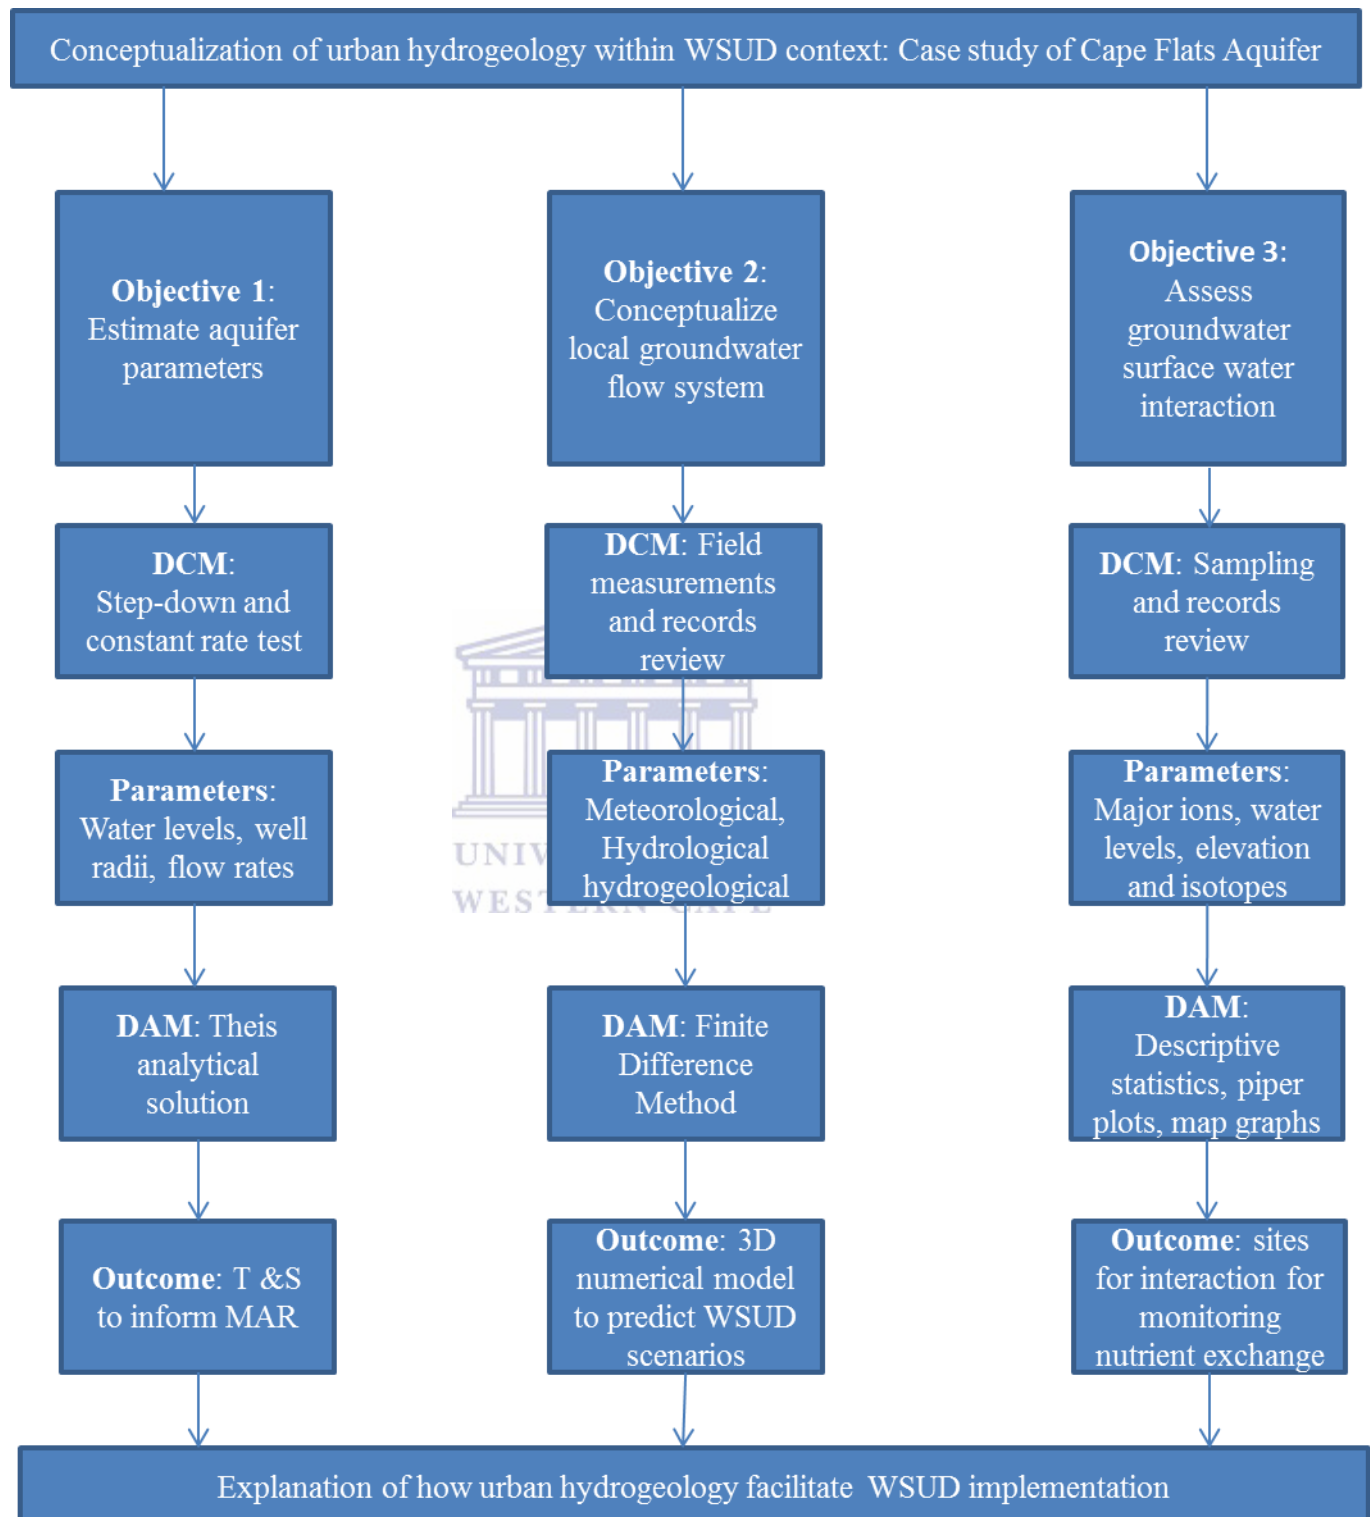 Conceptualization of urban hydrogeology within WSUD context: Case study of Cape Flats Aquifer
Objective 1:
Estimate aquifer
parameters
DCM:
Step-down and
constant rate test
Parameters:
Water levels, well
radii, flow rates
DAM: Theis
analytical
solution
Outcome: T &S
to inform MAR
Objective 2:
Conceptualize
local groundwater
flow system
DCM: Field
measurements
and records
review
Parameters:
Meteorological,
Hydrological
hydrogeological
DAM: Finite
Difference
Method
Outcome: 3D
numerical model
to predict WSUD
scenarios
Objective 3:
Assess
groundwater
surface water
interaction
DCM: Sampling
and records
review
Parameters:
Major ions, water
levels, elevation
and isotopes
DAM:
Descriptive
statistics, piper
plots, map graphs
Outcome: sites
for interaction for
monitoring
nutrient exchange
Explanation of how urban hydrogeology facilitate WSUD implementation
WESTERN CAPE